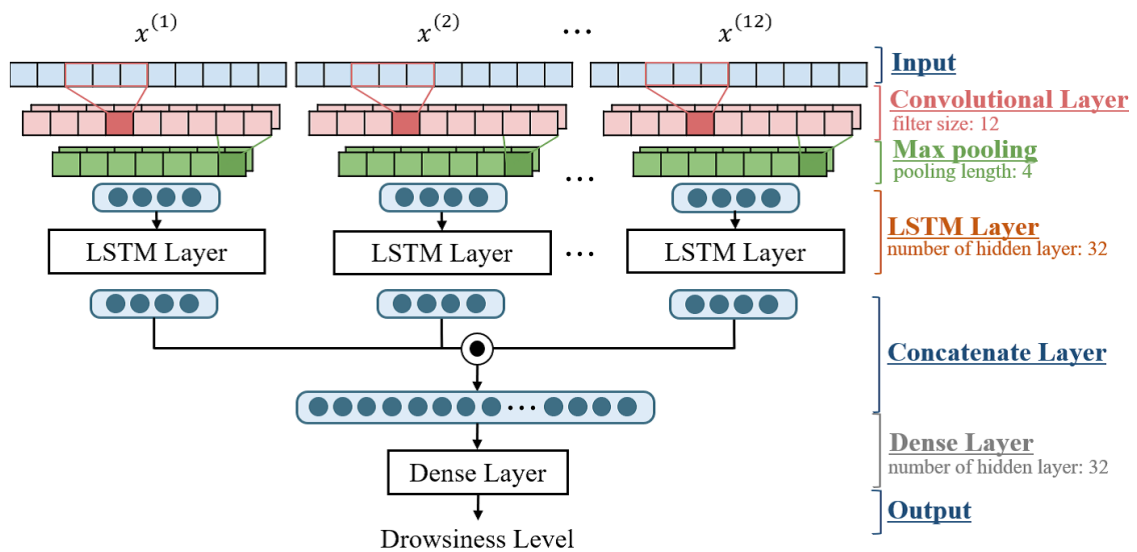 x^(1) x^(2) ... x^(12)
Input
Convolutional Layer
filter size: 12
Max pooling
pooling length: 4
...
LSTM Layer LSTM Layer ... LSTM Layer
LSTM Layer
number of hidden layer: 32
Concatenate Layer
...
Dense Layer
Dense Layer
number of hidden layer: 32
Output
Drowsiness Level